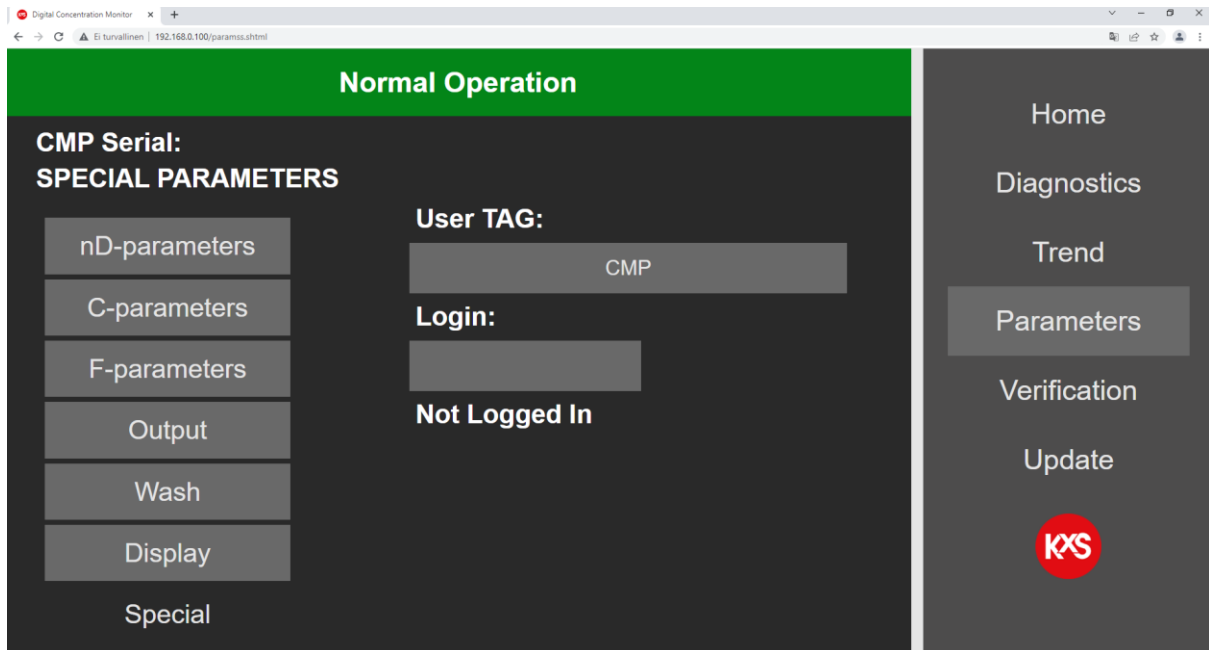 Digital Concentration Monitor
Ei turvallinen | 192.168.0.100/paramss.shtml
Normal Operation
CMP Serial:
SPECIAL PARAMETERS
nD-parameters
C-parameters
F-parameters
Output
Wash
Display
Special
User TAG:
CMP
Login:
Not Logged In
Home
Diagnostics
Trend
Parameters
Verification
Update
KXS